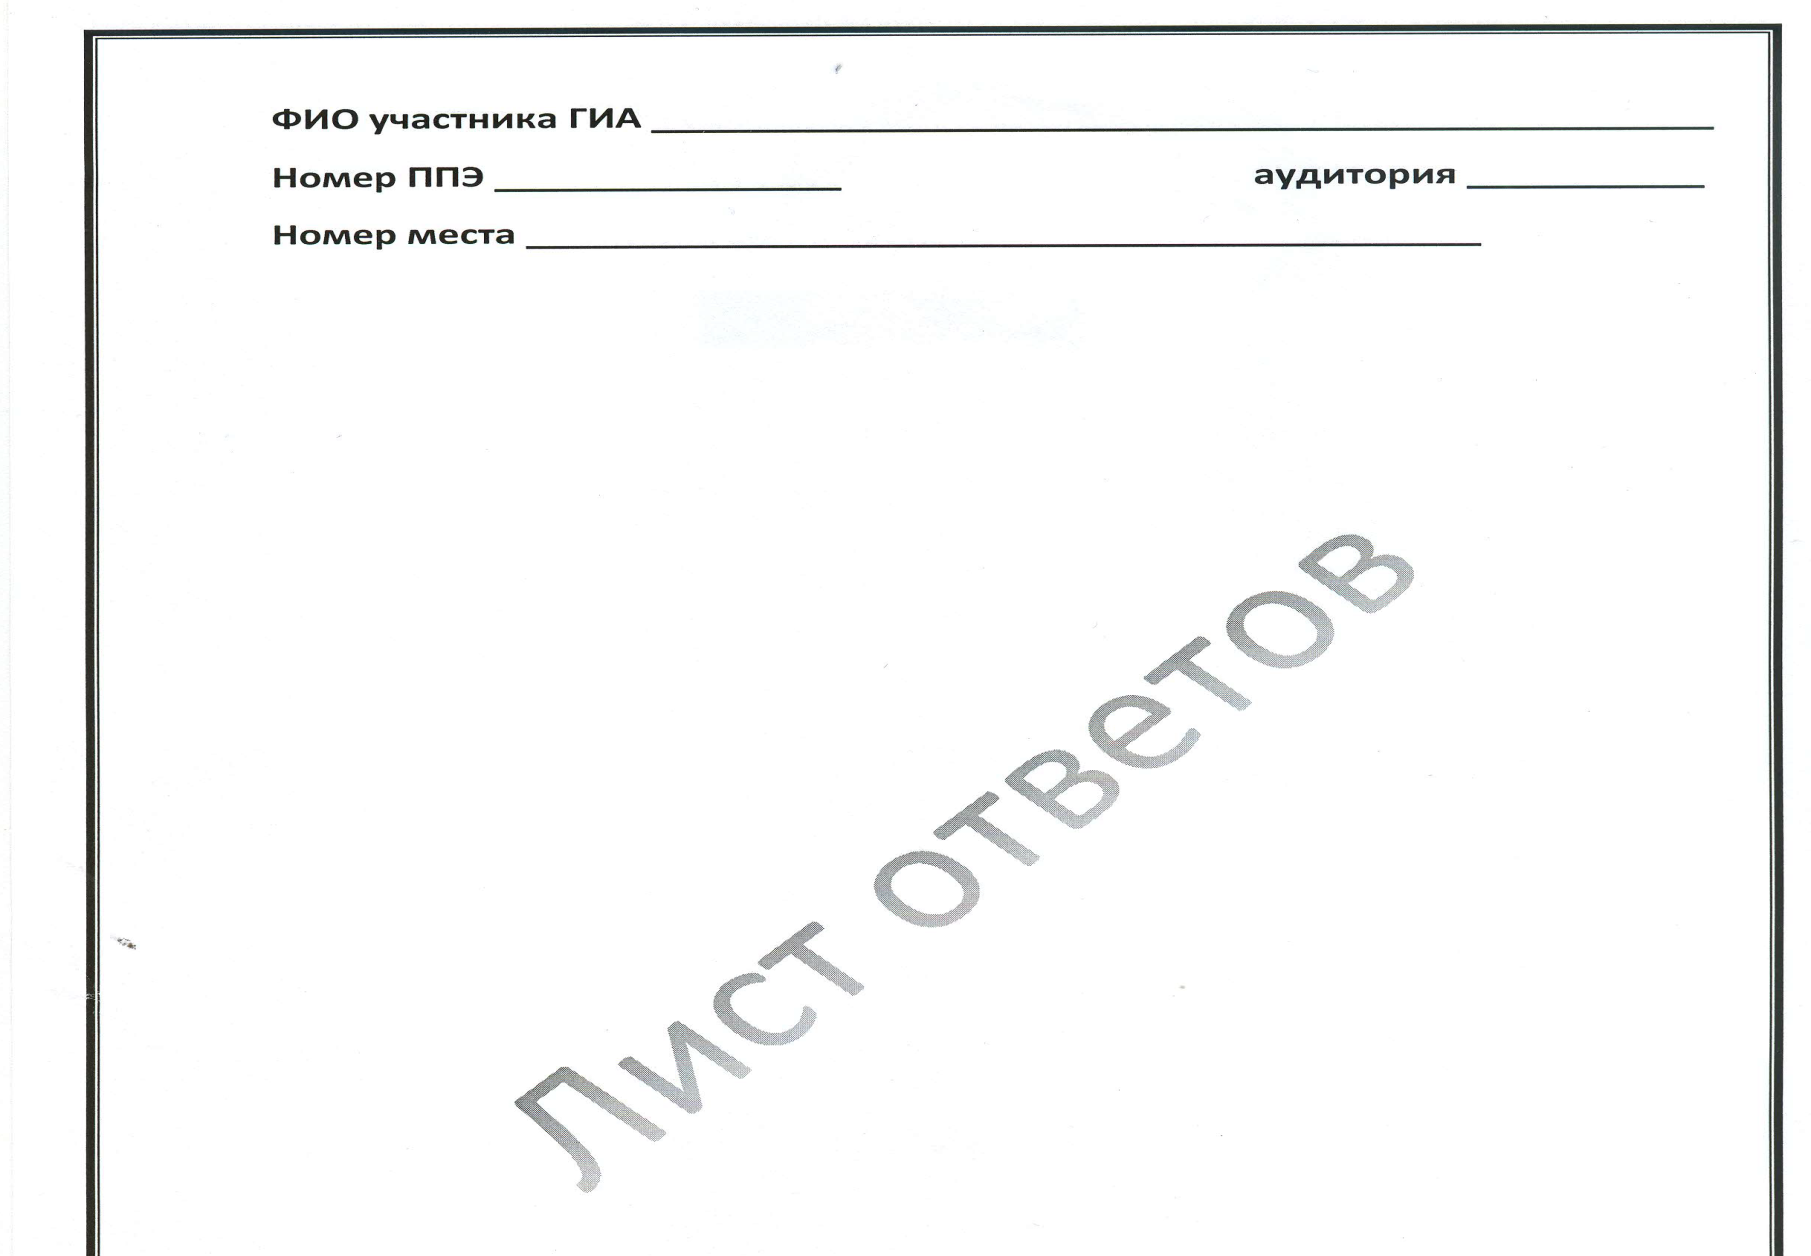 ФИО участника ГИА
Номер ППЭ аудитория
Номер места
Лист ответов